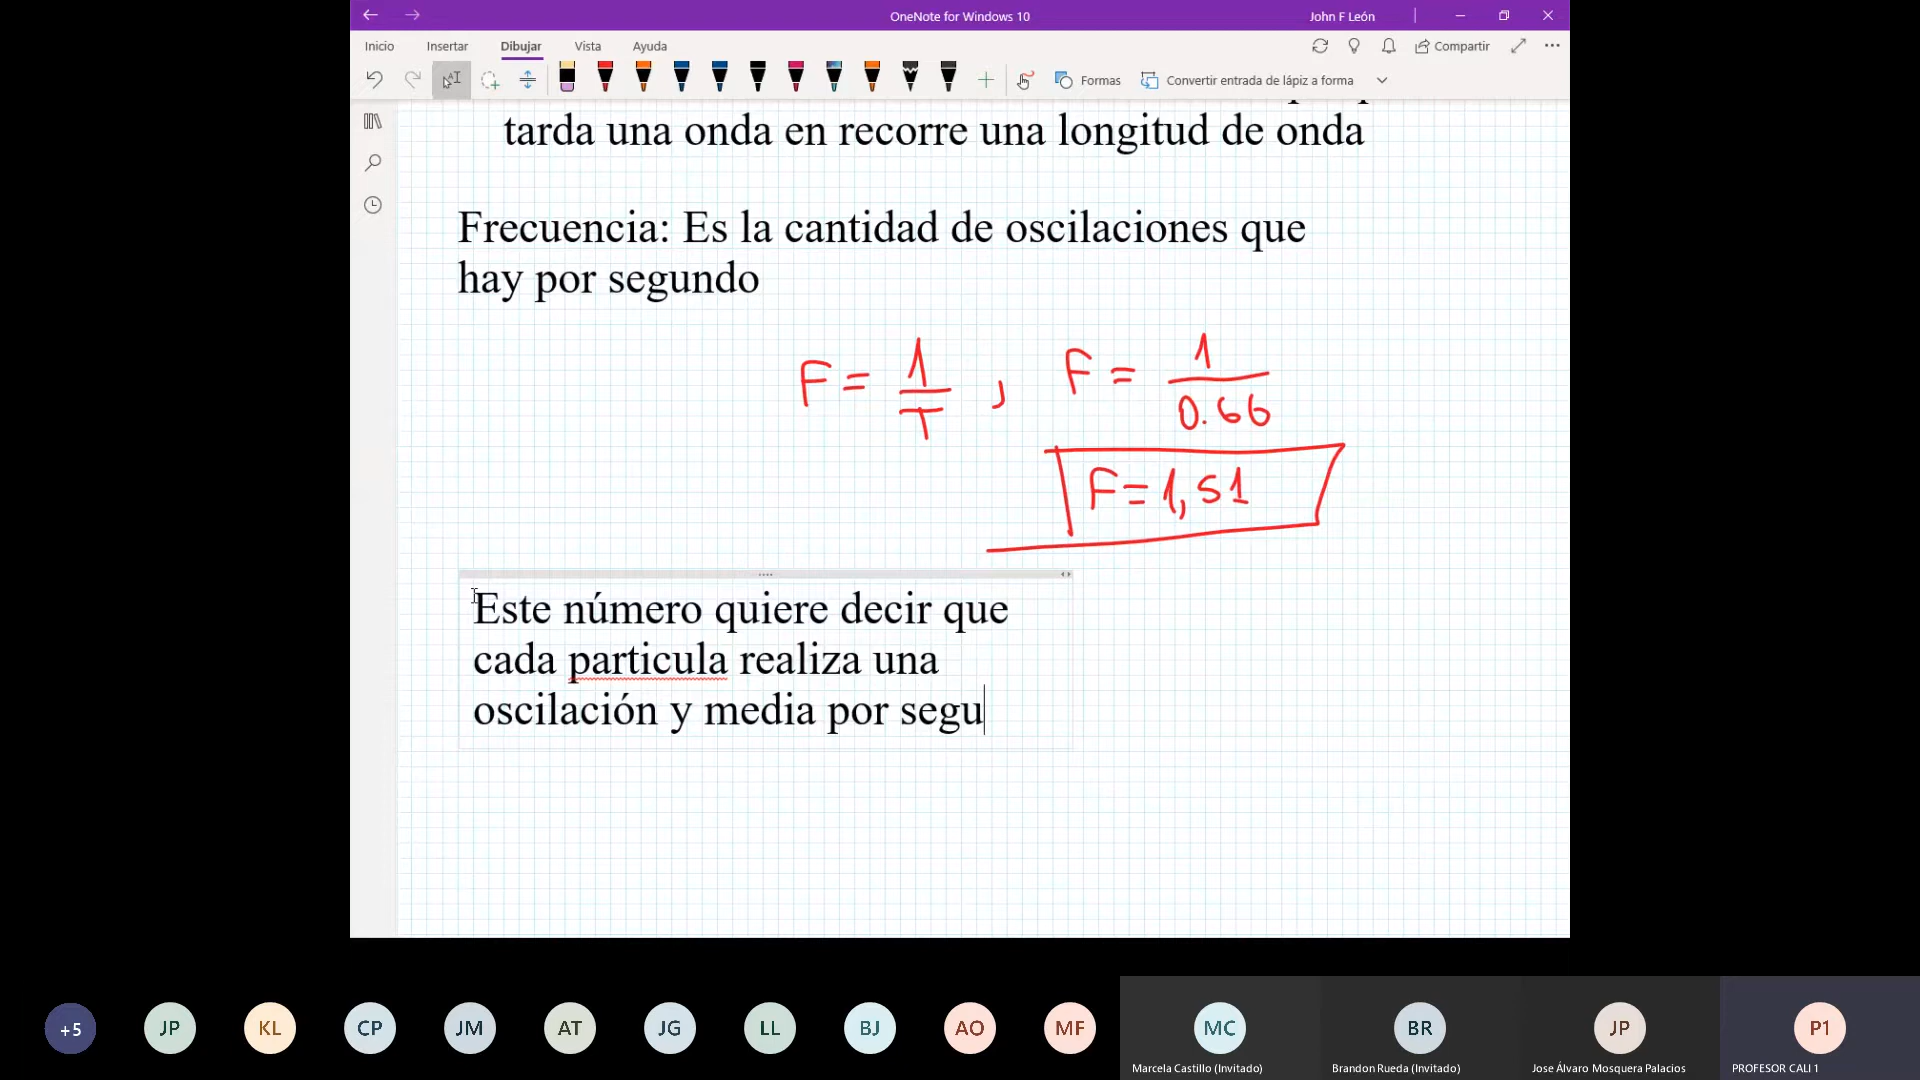 OneNote for Windows 10
John F León
Inicio Insertar Dibujar Vista Ayuda
Compartir
Formas Convertir entrada de lápiz a forma
tarda una onda en recorre una longitud de onda
Frecuencia: Es la cantidad de oscilaciones que
hay por segundo
F = 1/T , F = 1/0.66
F = 1,51
Este número quiere decir que
cada particula realiza una
oscilación y media por segu
+5 JP KL CP JM AT JG LL BJ AO MF MC BR JP P1
Marcela Castillo (Invitado) Brandon Rueda (Invitado) Jose Álvaro Mosquera Palacios PROFESOR CALI 1